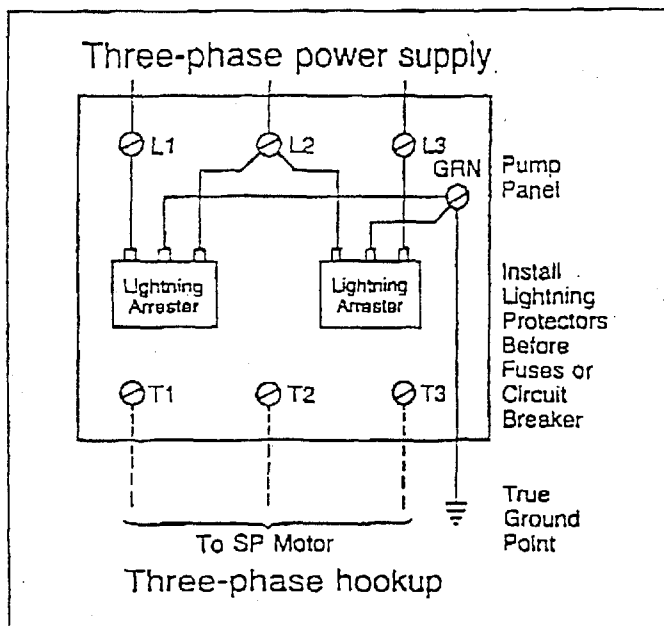 Three-phase power supply
L1
L2
L3
GRN
Pump
Panel
Lightning
Arrester
Lightning
Arrester
Install
Lightning
Protectors
Before
Fuses or
Circuit
Breaker
T1
T2
T3
True
Ground
Point
To SP Motor
Three-phase hookup